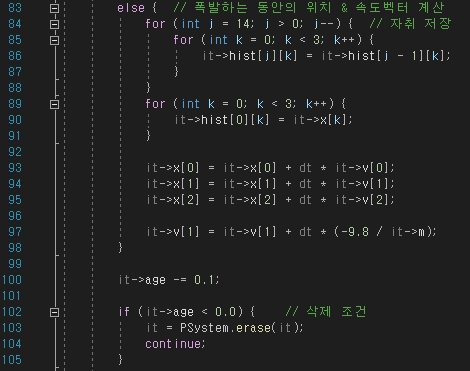 83 else {  // 폭발하는 동안의 위치 & 속도벡터 계산
84 for (int j = 14; j > 0; j--) {  // 자취 저장
85 for (int k = 0; k < 3; k++) {
86 it->hist[j][k] = it->hist[j - 1][k];
87 }
88 }
89 for (int k = 0; k < 3; k++) {
90 it->hist[0][k] = it->x[k];
91 }
92
93 it->x[0] = it->x[0] + dt * it->v[0];
94 it->x[1] = it->x[1] + dt * it->v[1];
95 it->x[2] = it->x[2] + dt * it->v[2];
96
97 it->v[1] = it->v[1] + dt * (-9.8 / it->m);
98 }
99
100 it->age -= 0.1;
101
102 if (it->age < 0.0) {    // 삭제 조건
103 it = PSystem.erase(it);
104 continue;
105 }